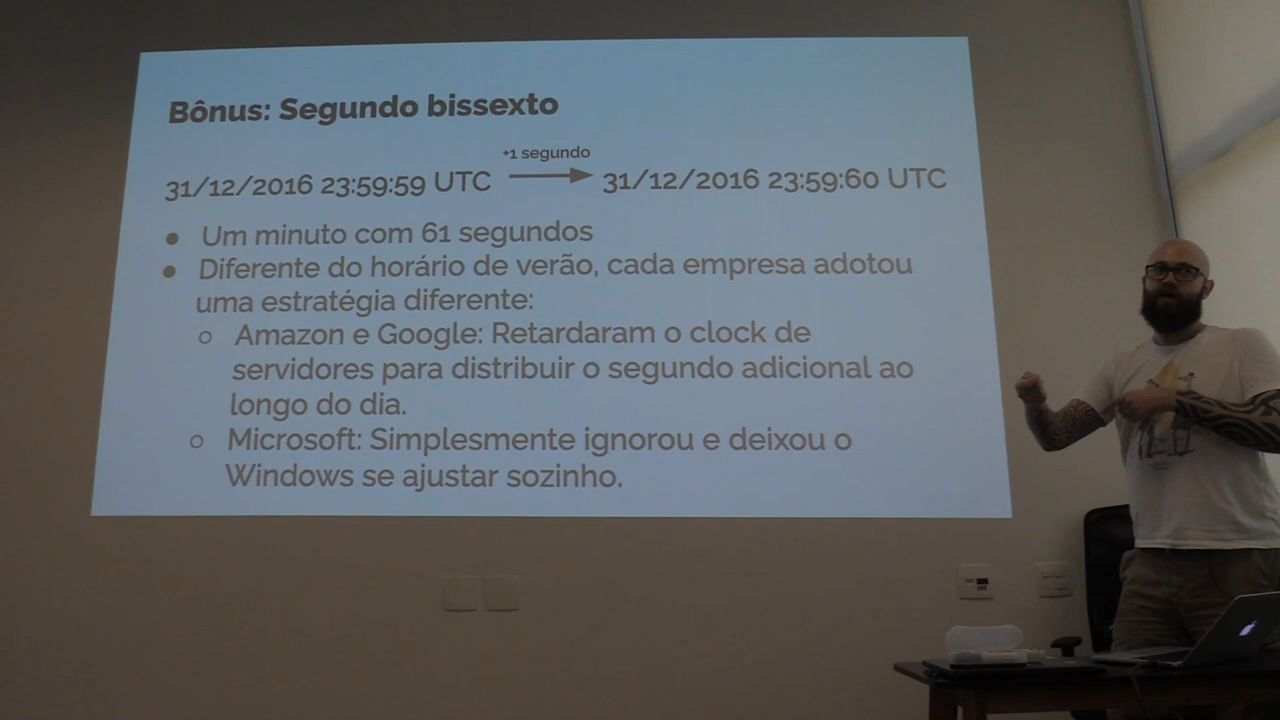 Bônus: Segundo bissexto
+1 segundo
31/12/2016 23:59:59 UTC 31/12/2016 23:59:60 UTC
● Um minuto com 61 segundos
● Diferente do horário de verão, cada empresa adotou
uma estratégia diferente:
○ Amazon e Google: Retardaram o clock de
servidores para distribuir o segundo adicional ao
longo do dia.
○ Microsoft: Simplesmente ignorou e deixou o
Windows se ajustar sozinho.